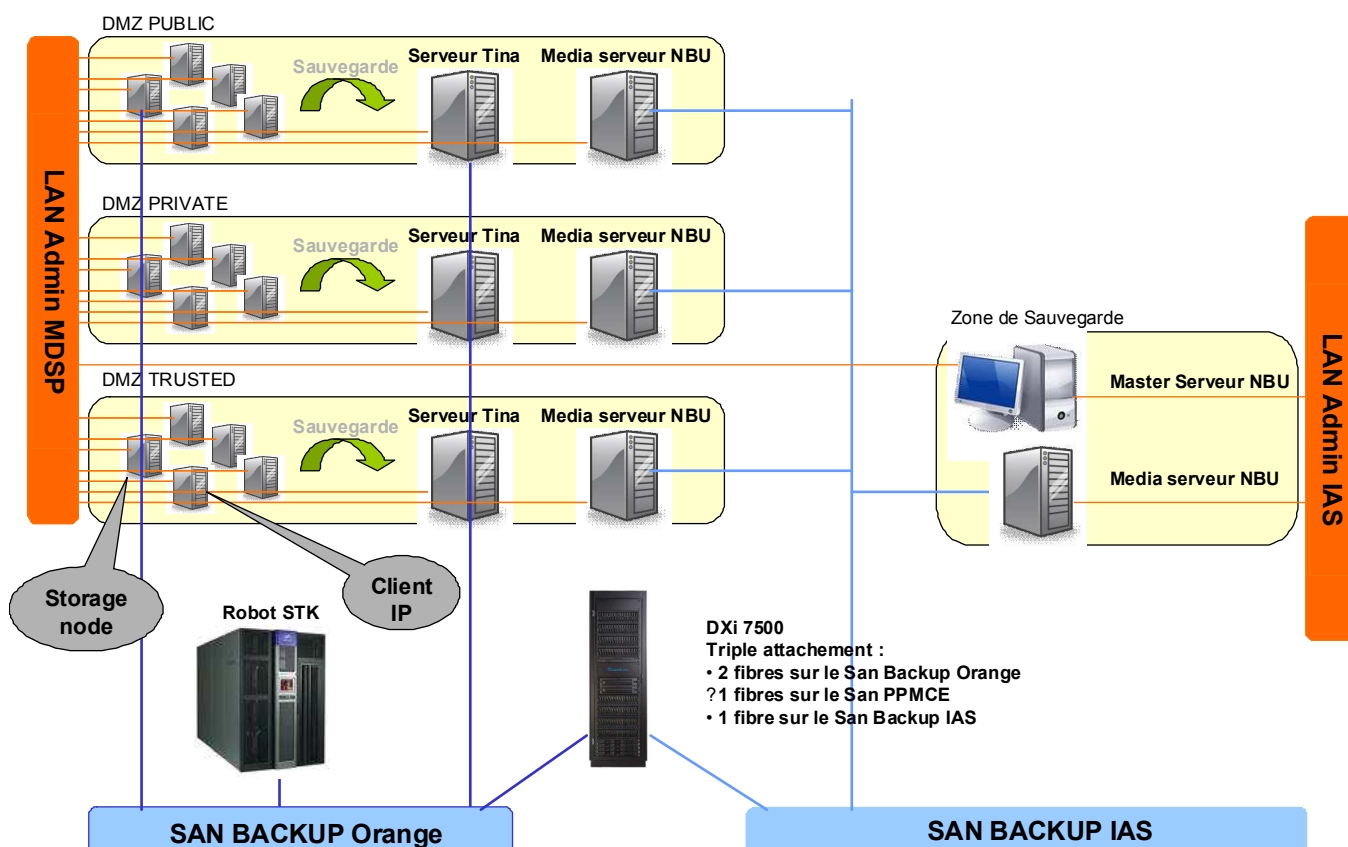 DMZ PUBLIC
Sauvegarde
Serveur Tina
Media serveur NBU
LAN Admin MDSP
DMZ PRIVATE
Sauvegarde
Serveur Tina
Media serveur NBU
DMZ TRUSTED
Sauvegarde
Serveur Tina
Media serveur NBU
Zone de Sauvegarde
Master Serveur NBU
Media serveur NBU
LAN Admin IAS
Storage
node
Client
IP
Robot STK
DXi 7500
Triple attachement :
• 2 fibres sur le San Backup Orange
?1 fibres sur le San PPMCE
• 1 fibre sur le San Backup IAS
SAN BACKUP Orange
SAN BACKUP IAS